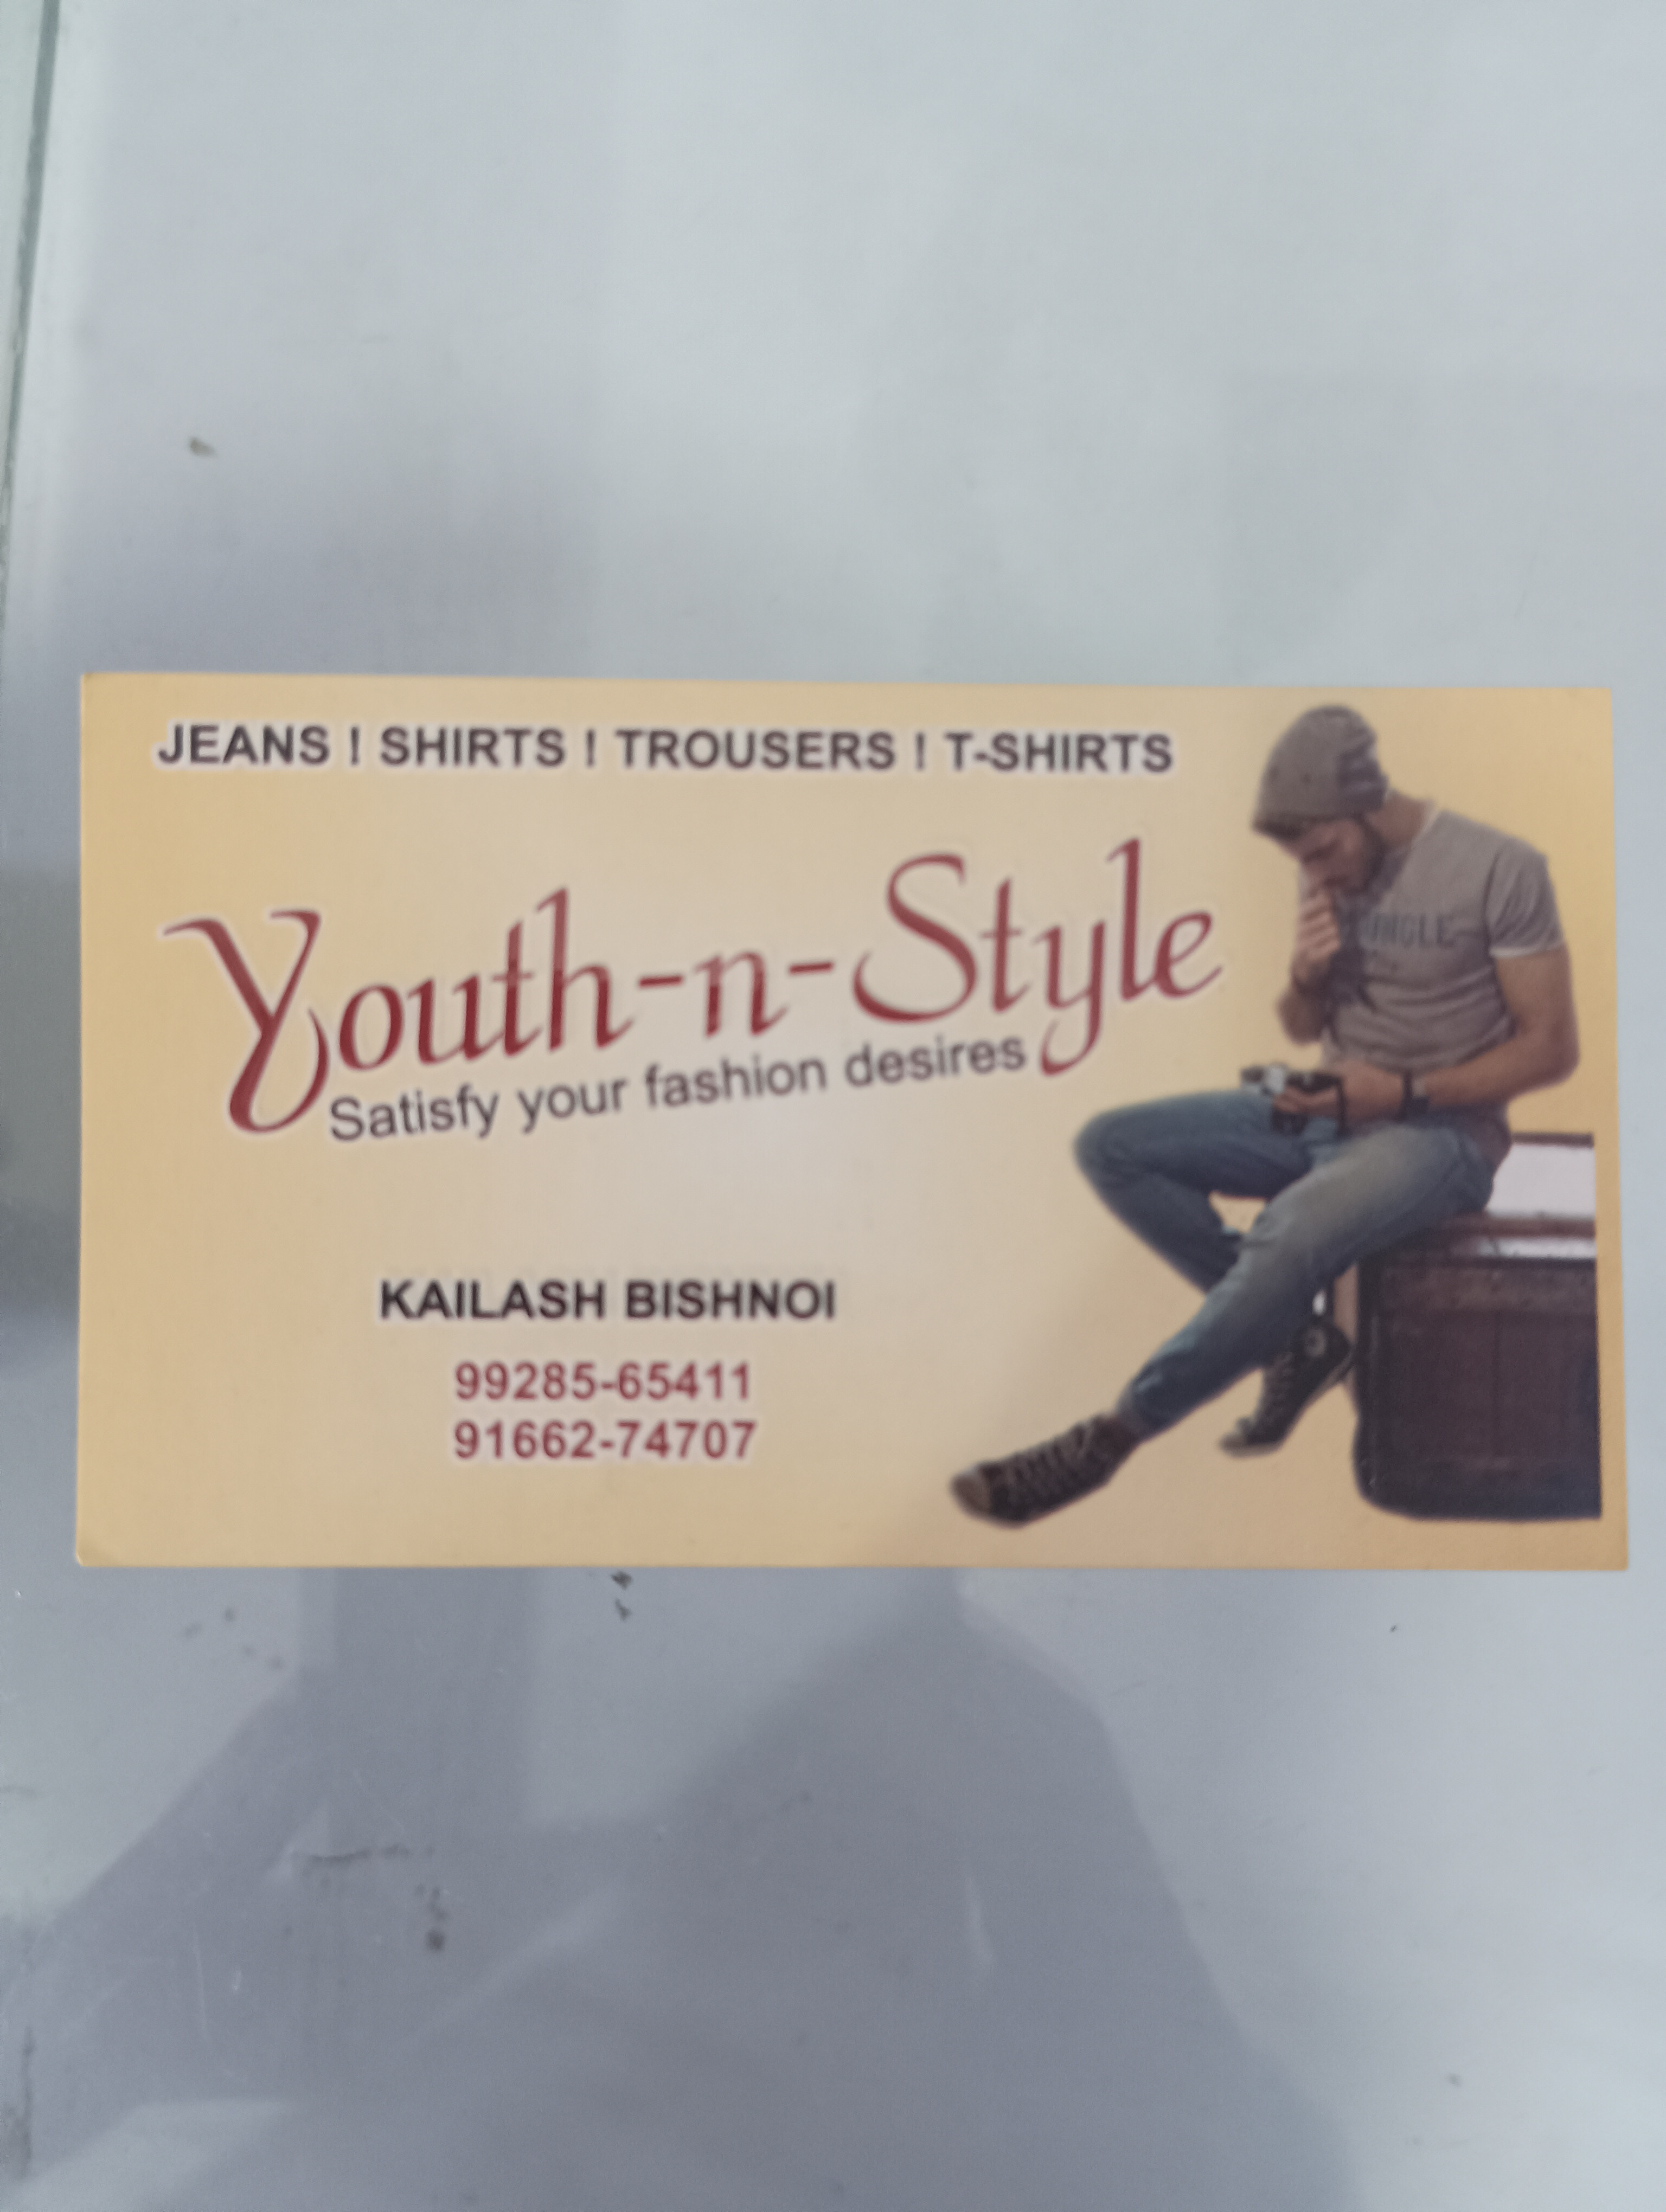 JEANS ! SHIRTS ! TROUSERS ! T-SHIRTS
Youth-n-Style
Satisfy your fashion desires
KAILASH BISHNOI
99285-65411
91662-74707